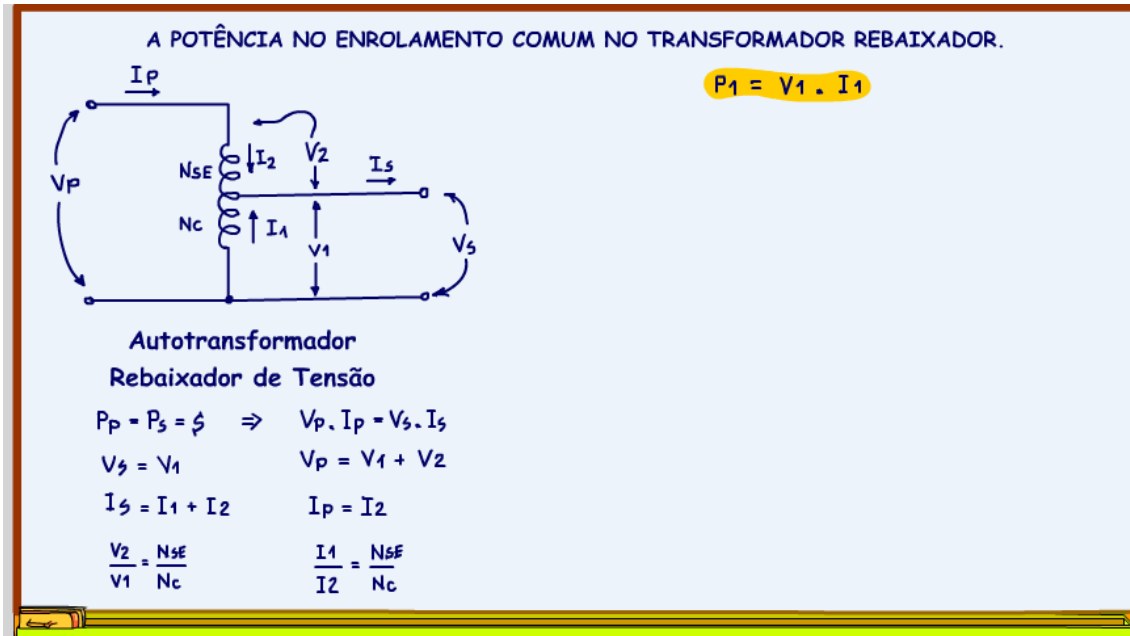 A POTÊNCIA NO ENROLAMENTO COMUM NO TRANSFORMADOR REBAIXADOR.
P1 = V1 . I1
Ip
NSE
I2
V2
Is
Vp
Nc
I1
V1
Vs
Autotransformador
Rebaixador de Tensão
Pp = Ps = $ ⇒ Vp . Ip = Vs . Is
Vs = V1 Vp = V1 + V2
Is = I1 + I2 Ip = I2
V2/V1 = NSE/Nc I1/I2 = NSE/Nc